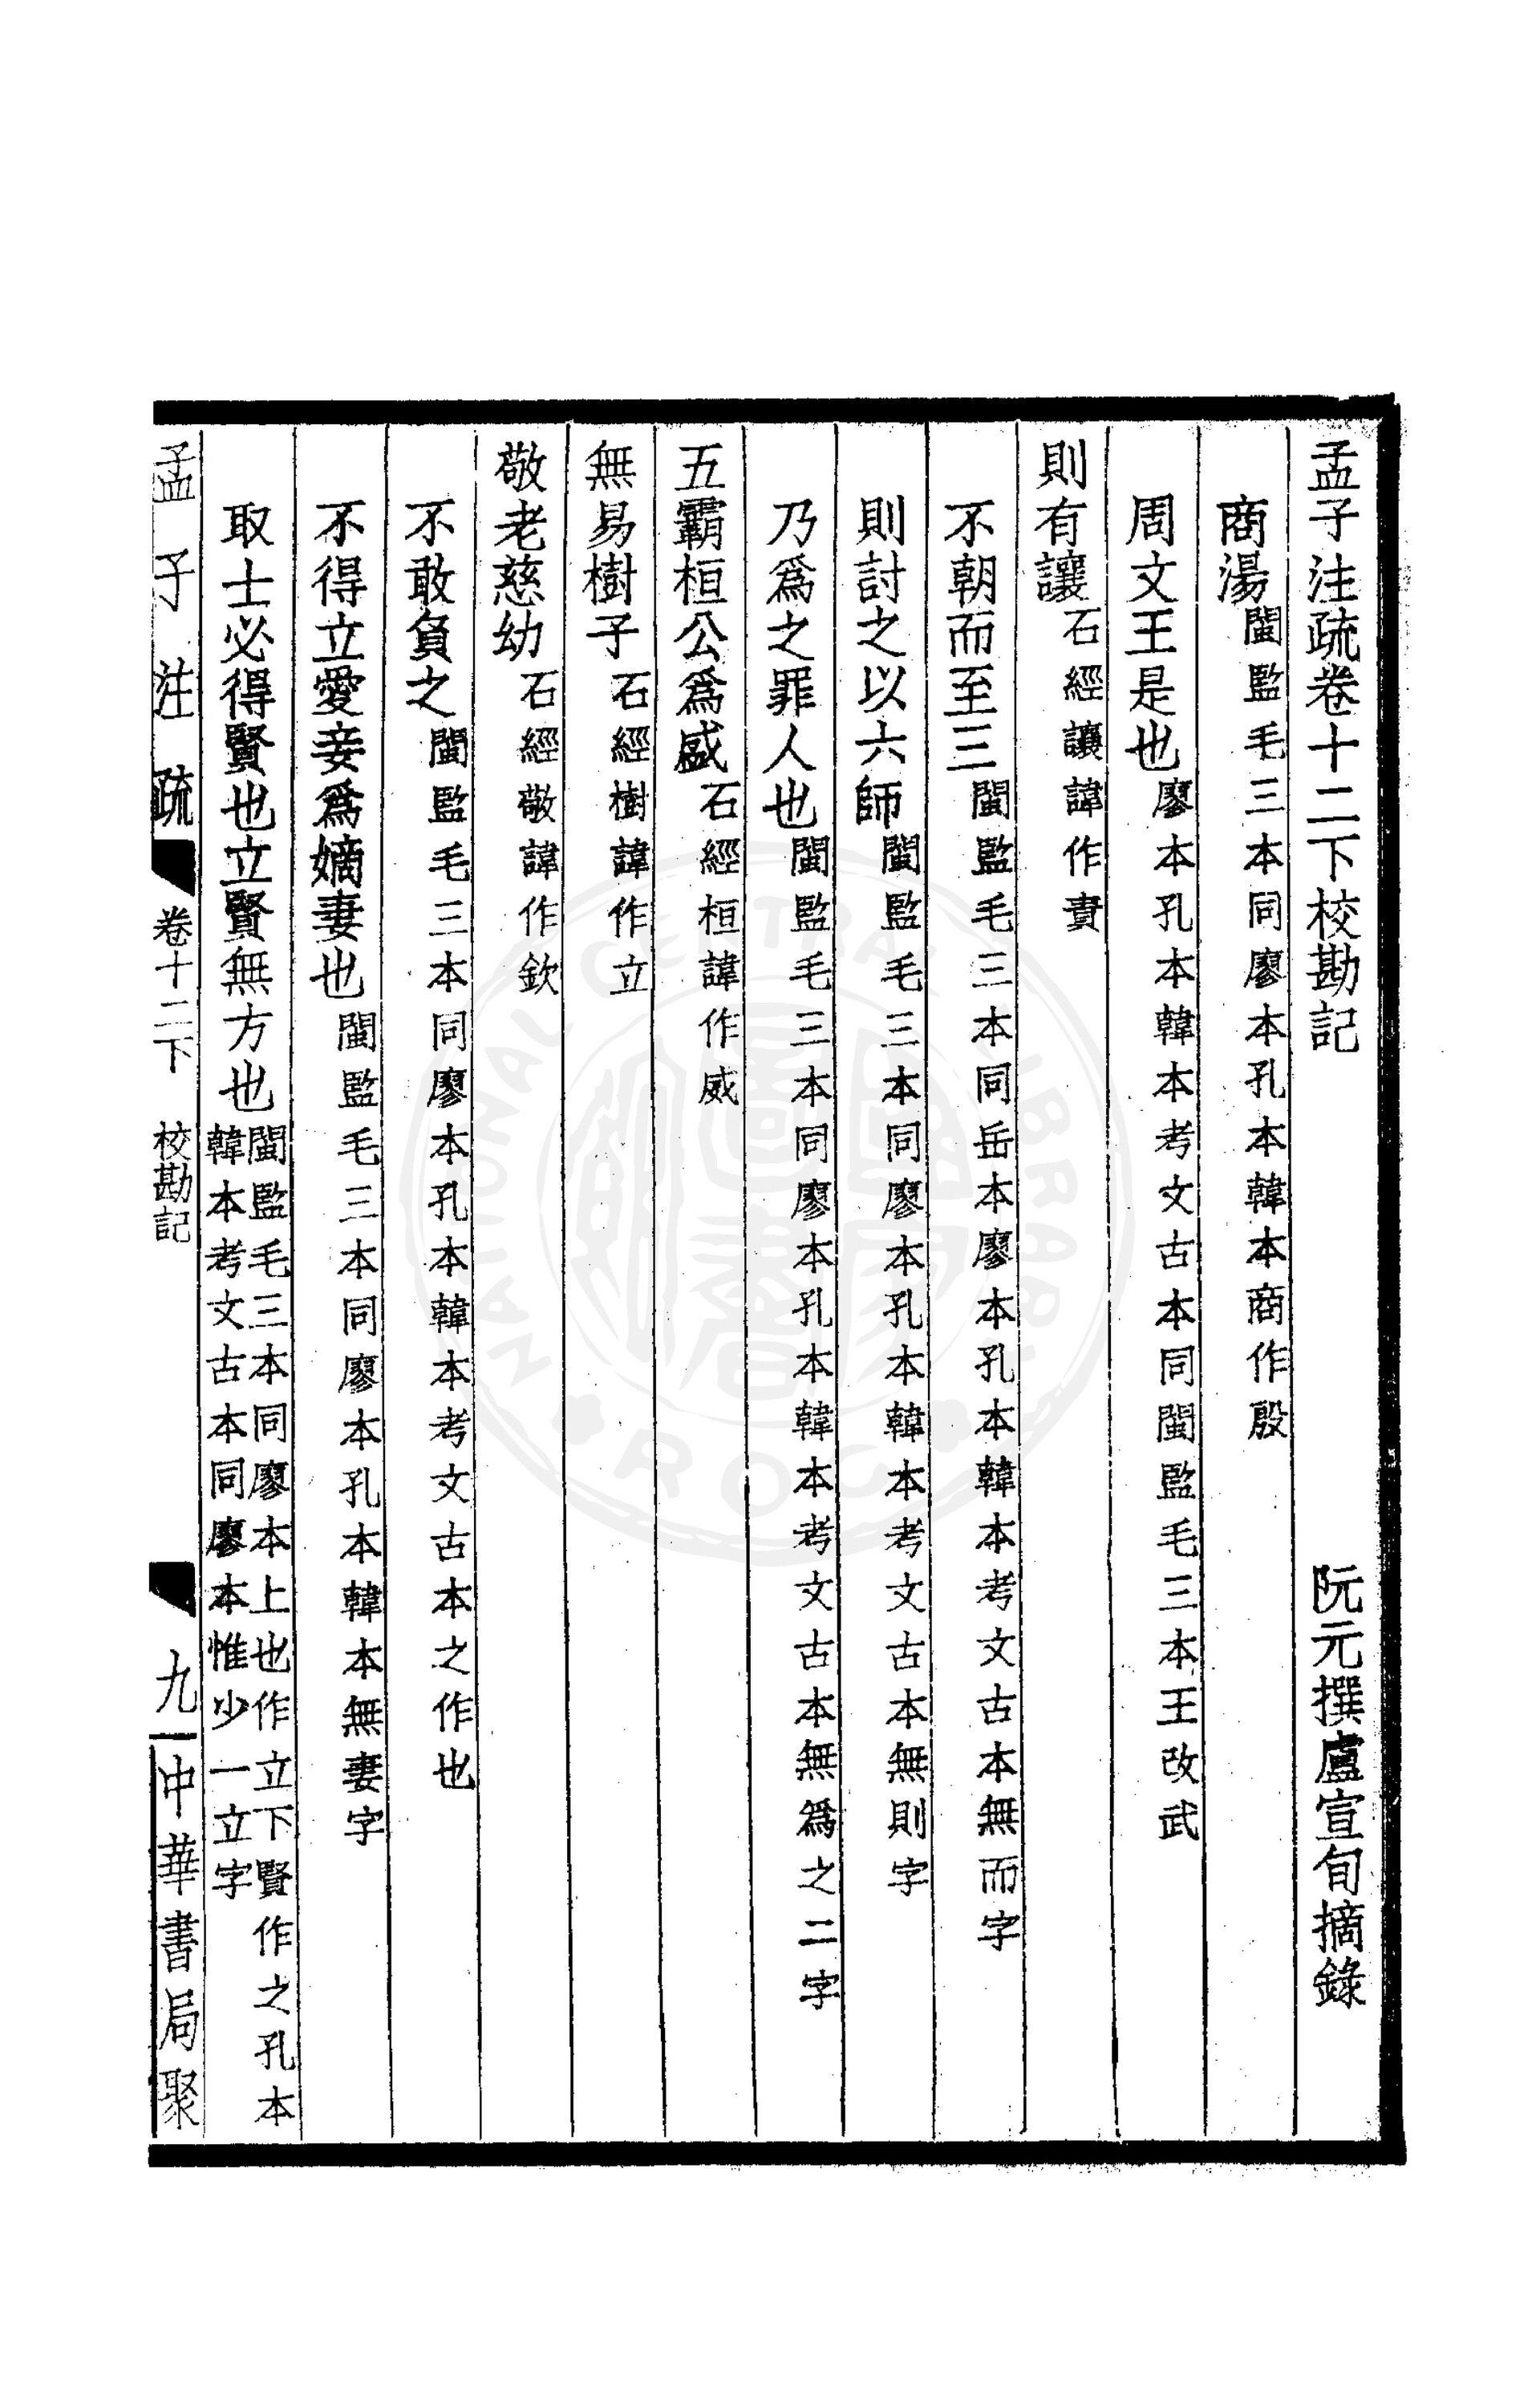 孟子注疏卷十二下校勘記 阮元撰盧宣旬摘錄
商湯閩監毛三本同廖本孔本韓本商作殷
周文王是也廖本孔本韓本考文古本同閩監毛三本王改武
則有讓石經讓諱作責
不朝而至三閩監毛三本同岳本廖本孔本韓本考文古本無而字
則討之以六師閩監毛三本同廖本孔本韓本考文古本無則字
乃爲之罪人也閩監毛三本同廖本孔本韓本考文古本無爲之二字
五霸桓公爲盛石經桓諱作威
無易樹子石經樹諱作立
敬老慈幼石經敬諱作欽
不敢負之閩監毛三本同廖本孔本韓本考文古本之作也
不得立愛妾爲嫡妻也閩監毛三本同廖本孔本韓本無妻字
取士必得賢也立賢無方也閩監毛三本同廖本上也作立下賢作之孔本
韓本考文古本同廖本惟少一立字
孟子注疏 卷十二下 校勘記 九 中華書局聚
NATIONAL CENTRAL LIBRARY R.O.C
國家圖書館